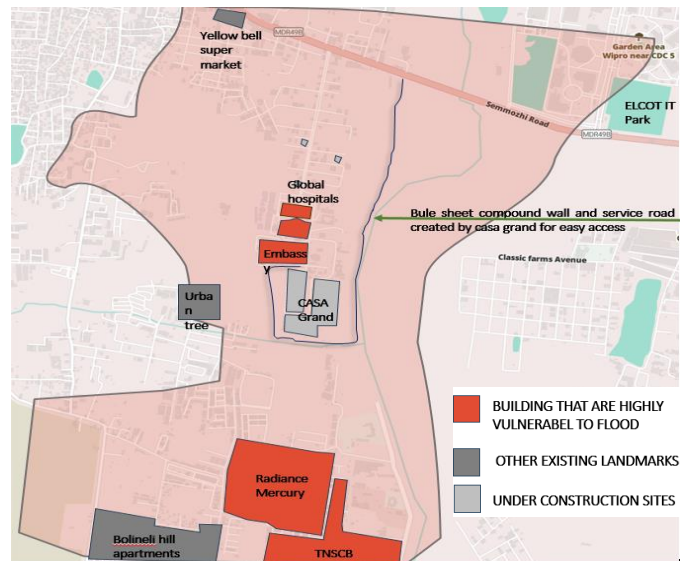 Yellow bell
super
market
MDR49B
Garden Area
Wipro near CDC 5
ELCOT IT
Park
Semmozhi Road
MDR49B
Global
hospitals
Bule sheet compound wall and service road
created by casa grand for easy access
Embass
y
Classic farms Avenue
Urba
n
tree
CASA
Grand
BUILDING THAT ARE HIGHLY
VULNERABEL TO FLOOD
OTHER EXISTING LANDMARKS
UNDER CONSTRUCTION SITES
Radiance
Mercury
Bolineli hill
apartments
TNSCB